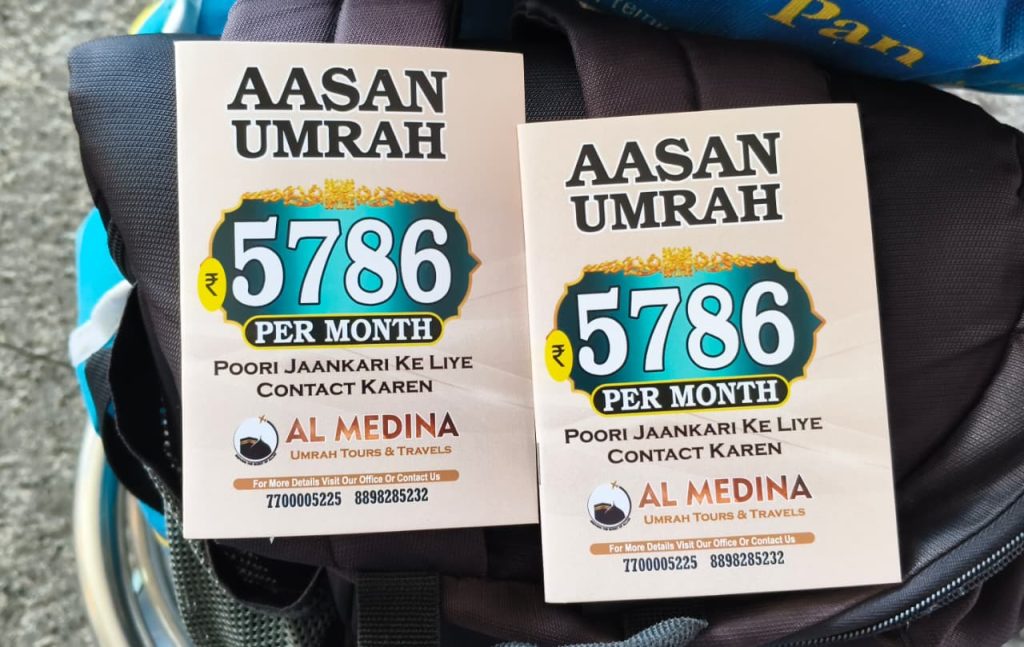 AASAN
UMRAH
₹ 5786
PER MONTH
POORI JAANKARI KE LIYE
CONTACT KAREN
AL MEDINA
UMRAH TOURS & TRAVELS
For More Details Visit Our Office Or Contact Us
7700005225 8898285232
AASAN
UMRAH
₹ 5786
PER MONTH
POORI JAANKARI KE LIYE
CONTACT KAREN
AL MEDINA
UMRAH TOURS & TRAVELS
For More Details Visit Our Office Or Contact Us
7700005225 8898285232
Pan